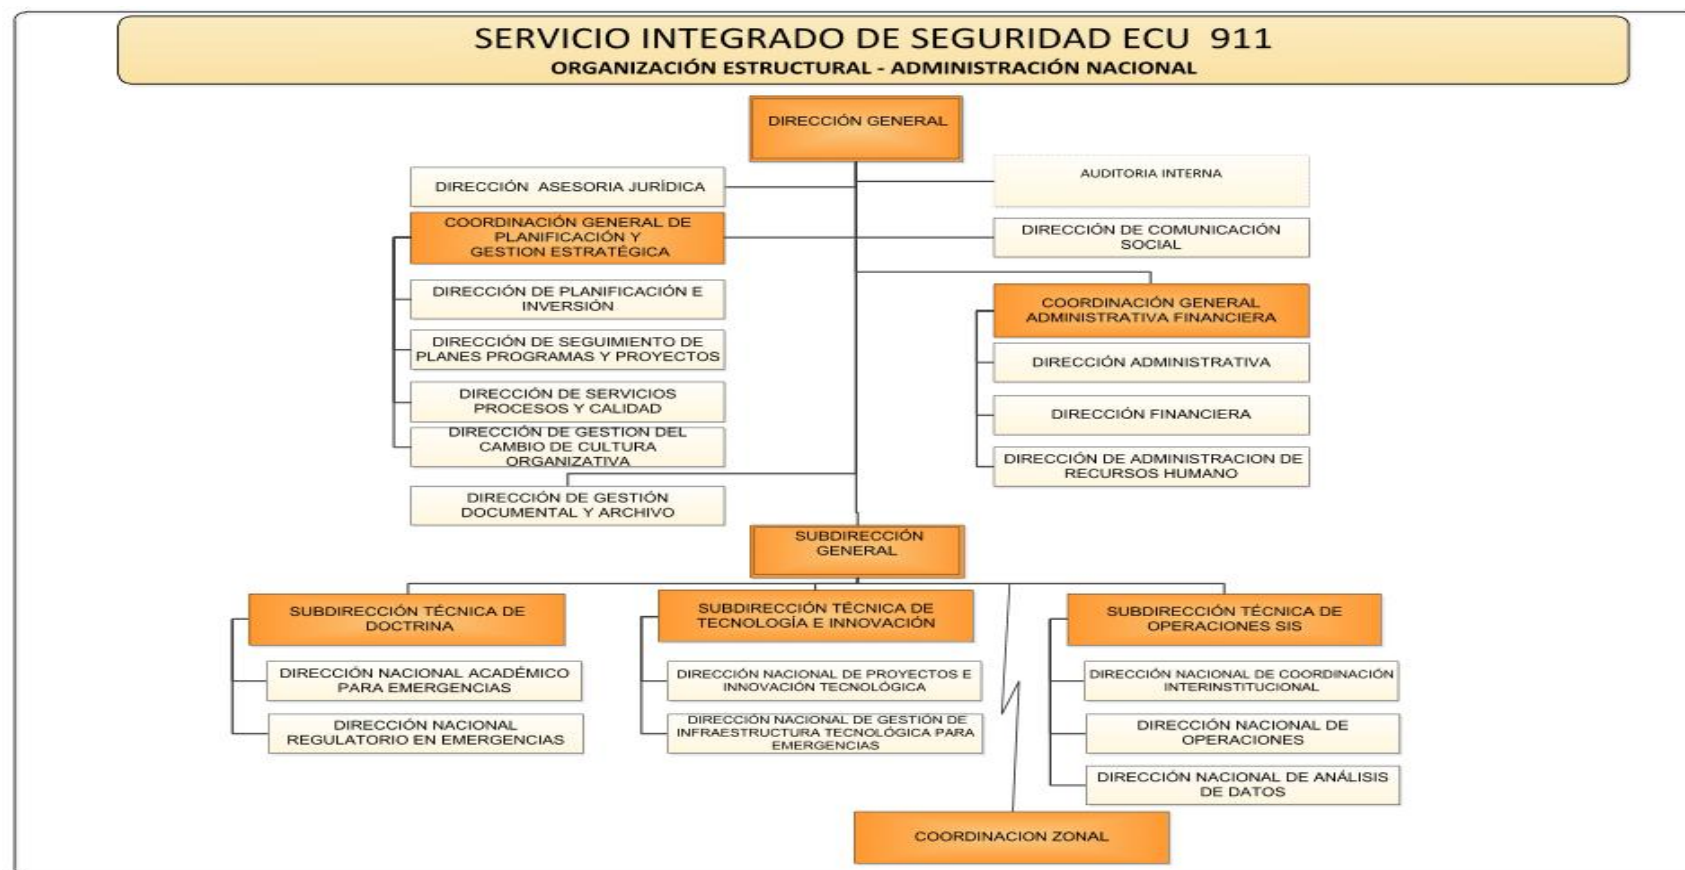 SERVICIO INTEGRADO DE SEGURIDAD ECU 911
ORGANIZACIÓN ESTRUCTURAL - ADMINISTRACIÓN NACIONAL
DIRECCIÓN GENERAL
DIRECCIÓN ASESORIA JURÍDICA
AUDITORIA INTERNA
COORDINACIÓN GENERAL DE
PLANIFICACIÓN Y
GESTION ESTRATÉGICA
DIRECCIÓN DE COMUNICACIÓN
SOCIAL
DIRECCIÓN DE PLANIFICACIÓN E
INVERSIÓN
DIRECCIÓN DE SEGUIMIENTO DE
PLANES PROGRAMAS Y PROYECTOS
DIRECCIÓN DE SERVICIOS
PROCESOS Y CALIDAD
DIRECCIÓN DE GESTION DEL
CAMBIO DE CULTURA
ORGANIZATIVA
COORDINACIÓN GENERAL
ADMINISTRATIVA FINANCIERA
DIRECCIÓN ADMINISTRATIVA
DIRECCIÓN FINANCIERA
DIRECCIÓN DE ADMINISTRACION DE
RECURSOS HUMANO
DIRECCIÓN DE GESTIÓN
DOCUMENTAL Y ARCHIVO
SUBDIRECCIÓN
GENERAL
SUBDIRECCIÓN TÉCNICA DE
DOCTRINA
DIRECCIÓN NACIONAL ACADÉMICO
PARA EMERGENCIAS
DIRECCIÓN NACIONAL
REGULATORIO EN EMERGENCIAS
SUBDIRECCIÓN TÉCNICA DE
TECNOLOGÍA E INNOVACIÓN
DIRECCIÓN NACIONAL DE PROYECTOS E
INNOVACIÓN TECNOLÓGICA
DIRECCIÓN NACIONAL DE GESTIÓN DE
INFRAESTRUCTURA TECNOLÓGICA PARA
EMERGENCIAS
SUBDIRECCIÓN TÉCNICA DE
OPERACIONES SIS
DIRECCIÓN NACIONAL DE COORDINACIÓN
INTERINSTITUCIONAL
DIRECCIÓN NACIONAL DE
OPERACIONES
DIRECCIÓN NACIONAL DE ANÁLISIS
DE DATOS
COORDINACION ZONAL